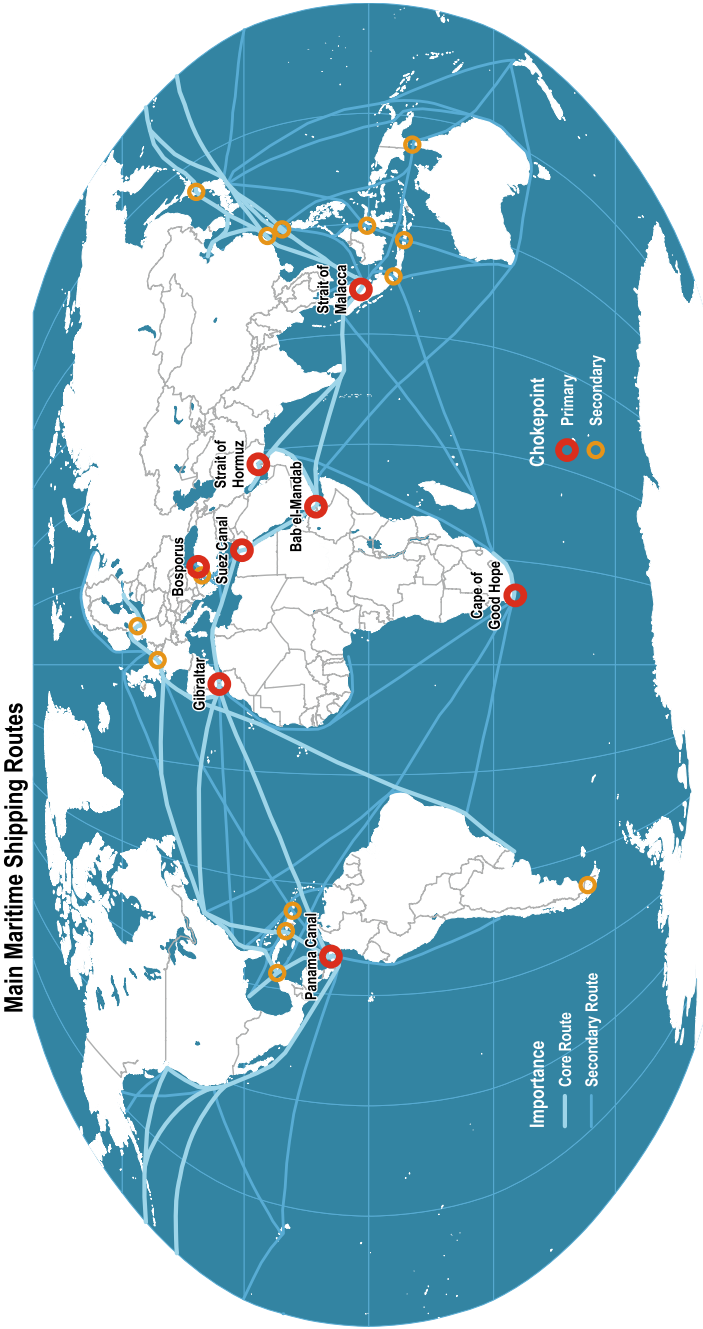 Main Maritime Shipping Routes
Panama Canal
Gibraltar
Bosporus
Suez Canal
Bab el-Mandab
Strait of
Hormuz
Strait of
Malacca
Cape of
Good Hope
Importance
Core Route
Secondary Route
Chokepoint
Primary
Secondary